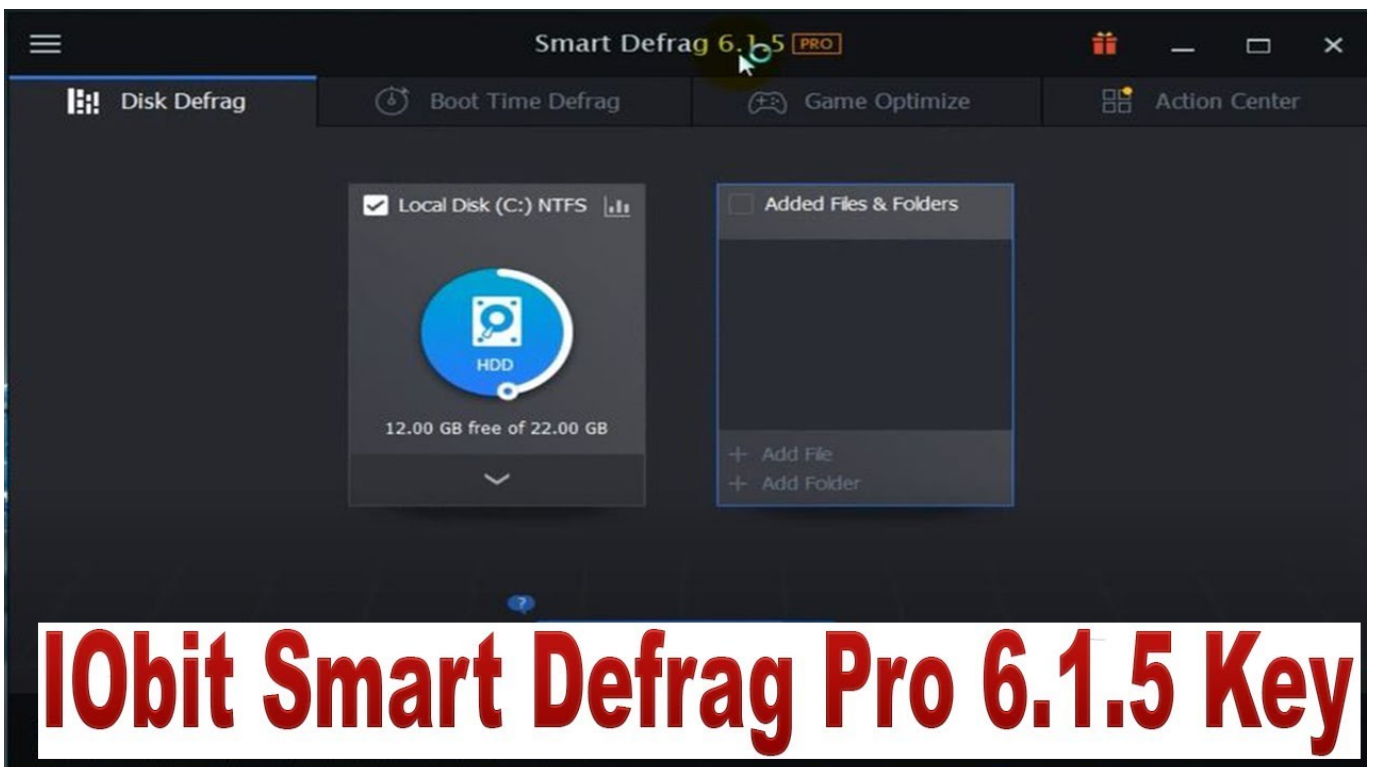 Smart Defrag 6.1.5 PRO
Disk Defrag
Boot Time Defrag
Game Optimize
Action Center
Local Disk (C:) NTFS
Added Files & Folders
HDD
12.00 GB free of 22.00 GB
+ Add File
+ Add Folder
?
IObit Smart Defrag Pro 6.1.5 Key